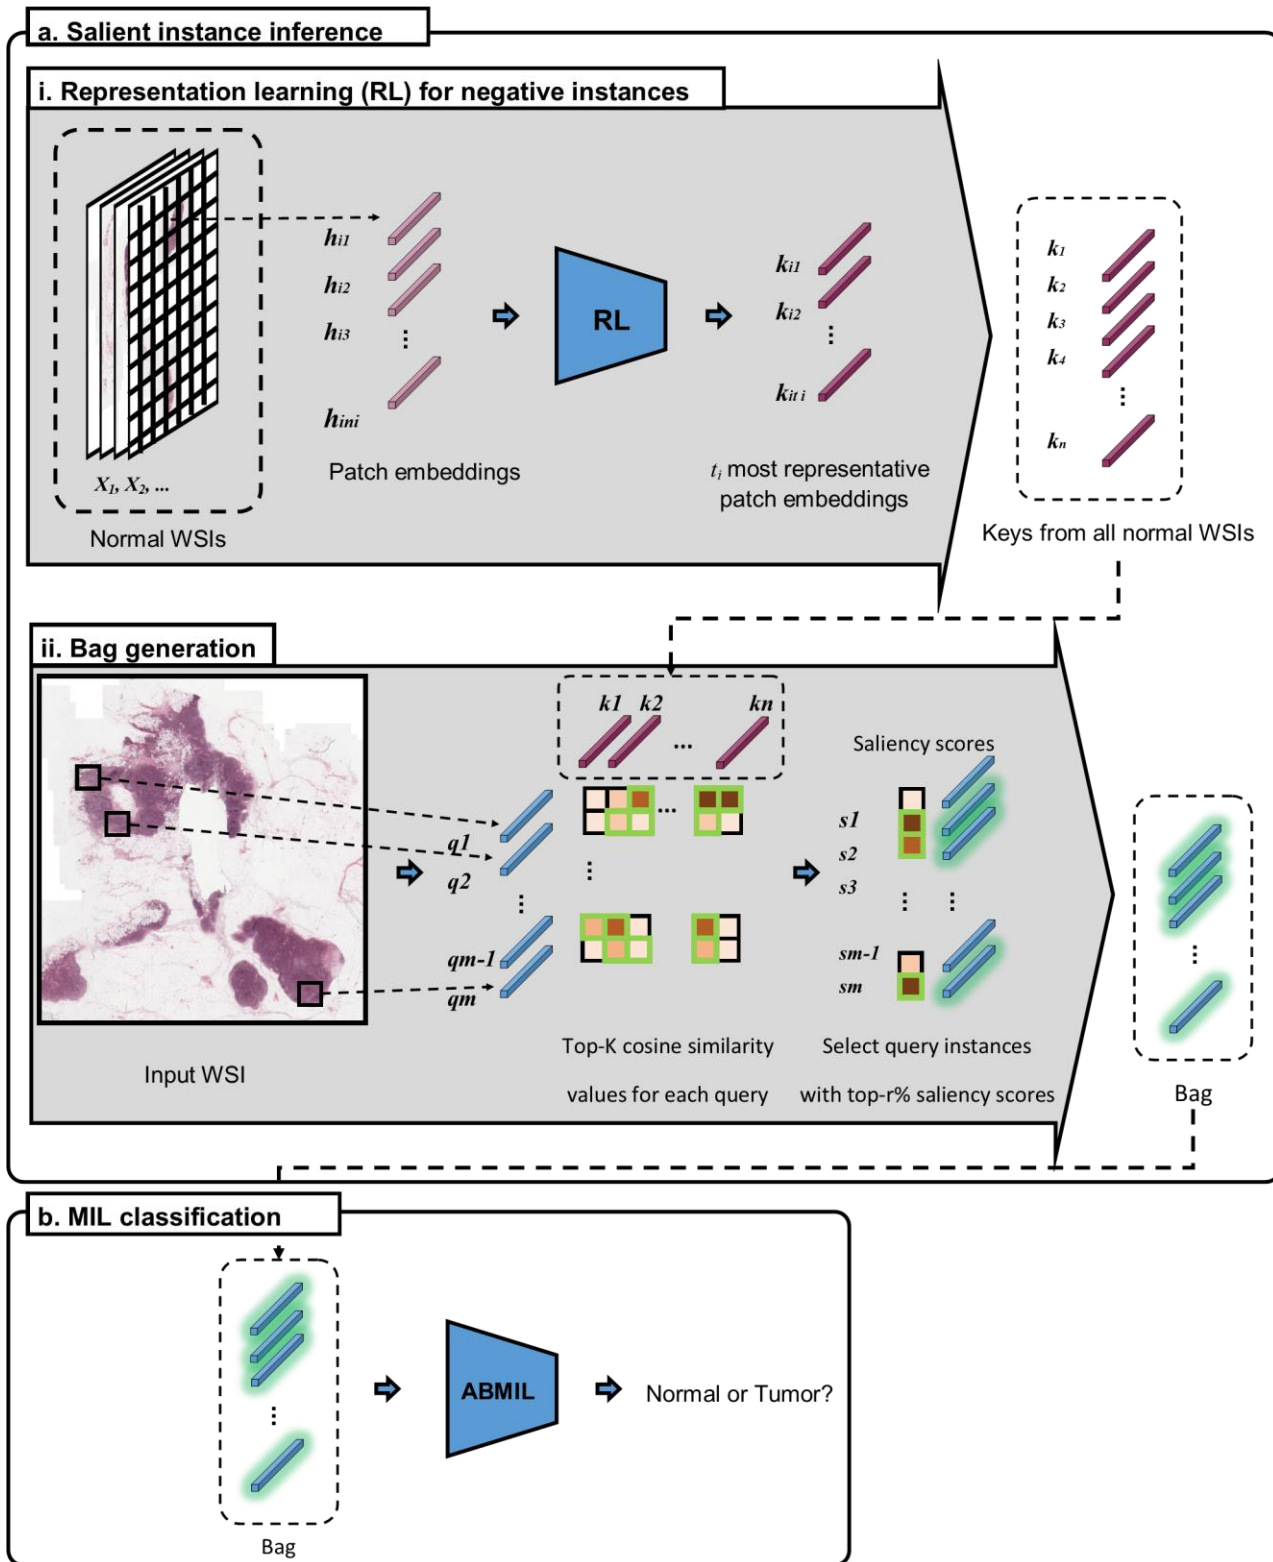 a. Salient instance inference
i. Representation learning (RL) for negative instances
hi1
hi2
hi3
⋮
hini
RL
ki1
ki2
⋮
kiti
k1
k2
k3
k4
⋮
kn
X1, X2, ...
Normal WSIs
Patch embeddings
ti most representative
patch embeddings
Keys from all normal WSIs
ii. Bag generation
k1 k2 ... kn
Saliency scores
q1
q2
⋮
qm-1
qm
...
⋮
s1
s2
s3
⋮ ⋮
sm-1
sm
⋮
Input WSI
Top-K cosine similarity
values for each query
Select query instances
with top-r% saliency scores
Bag
b. MIL classification
⋮
ABMIL
Normal or Tumor?
Bag